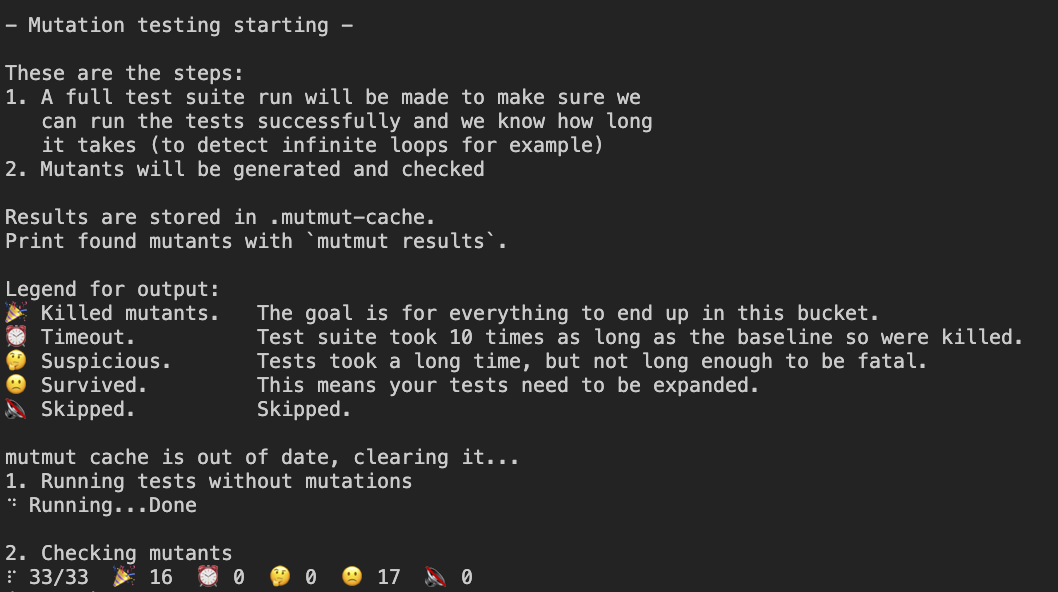 - Mutation testing starting -
These are the steps:
1. A full test suite run will be made to make sure we
can run the tests successfully and we know how long
it takes (to detect infinite loops for example)
2. Mutants will be generated and checked
Results are stored in .mutmut-cache.
Print found mutants with `mutmut results`.
Legend for output:
🎉 Killed mutants.   The goal is for everything to end up in this bucket.
⏰ Timeout.          Test suite took 10 times as long as the baseline so were killed.
🤔 Suspicious.       Tests took a long time, but not long enough to be fatal.
🙁 Survived.         This means your tests need to be expanded.
🔇 Skipped.          Skipped.
mutmut cache is out of date, clearing it...
1. Running tests without mutations
⠙ Running...Done
2. Checking mutants
⠏ 33/33  🎉 16  ⏰ 0  🤔 0  🙁 17  🔇 0